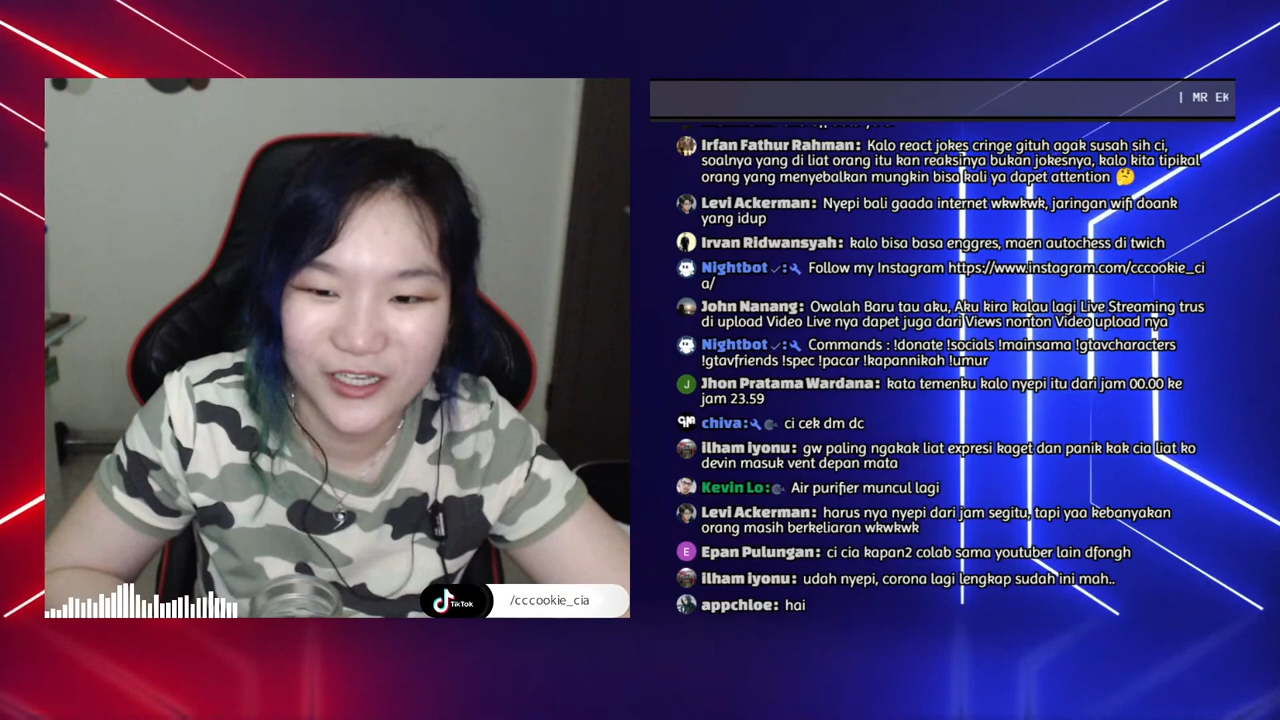 | MR EK
Irfan Fathur Rahman: Kalo react jokes cringe gituh agak susah sih ci,
soalnya yang di liat orang itu kan reaksinya bukan jokesnya, kalo kita tipikal
orang yang menyebalkan mungkin bisa kali ya dapet attention 🤔
Levi Ackerman: Nyepi bali gaada internet wkwkwk, jaringan wifi doank
yang idup
Irvan Ridwansyah: kalo bisa basa enggres, maen autochess di twich
Nightbot : Follow my Instagram https://www.instagram.com/cccookie_ci
a/
John Nanang: Owalah Baru tau aku, Aku kira kalau lagi Live Streaming trus
di upload Video Live nya dapet juga dari Views nonton Video upload nya
Nightbot : Commands : !donate !socials !mainsama !gtavcharacters
!gtavfriends !spec !pacar !kapannikah !umur
J Jhon Pratama Wardana: kata temenku kalo nyepi itu dari jam 00.00 ke
jam 23.59
chiva: ci cek dm dc
ilham iyonu: gw paling ngakak liat expresi kaget dan panik kak cia liat ko
devin masuk vent depan mata
Kevin Lo: Air purifier muncul lagi
Levi Ackerman: harus nya nyepi dari jam segitu, tapi yaa kebanyakan
orang masih berkeliaran wkwkwk
E Epan Pulungan: ci cia kapan2 colab sama youtuber lain dfongh
ilham iyonu: udah nyepi, corona lagi lengkap sudah ini mah..
appchloe: hai
TikTok /cccookie_cia